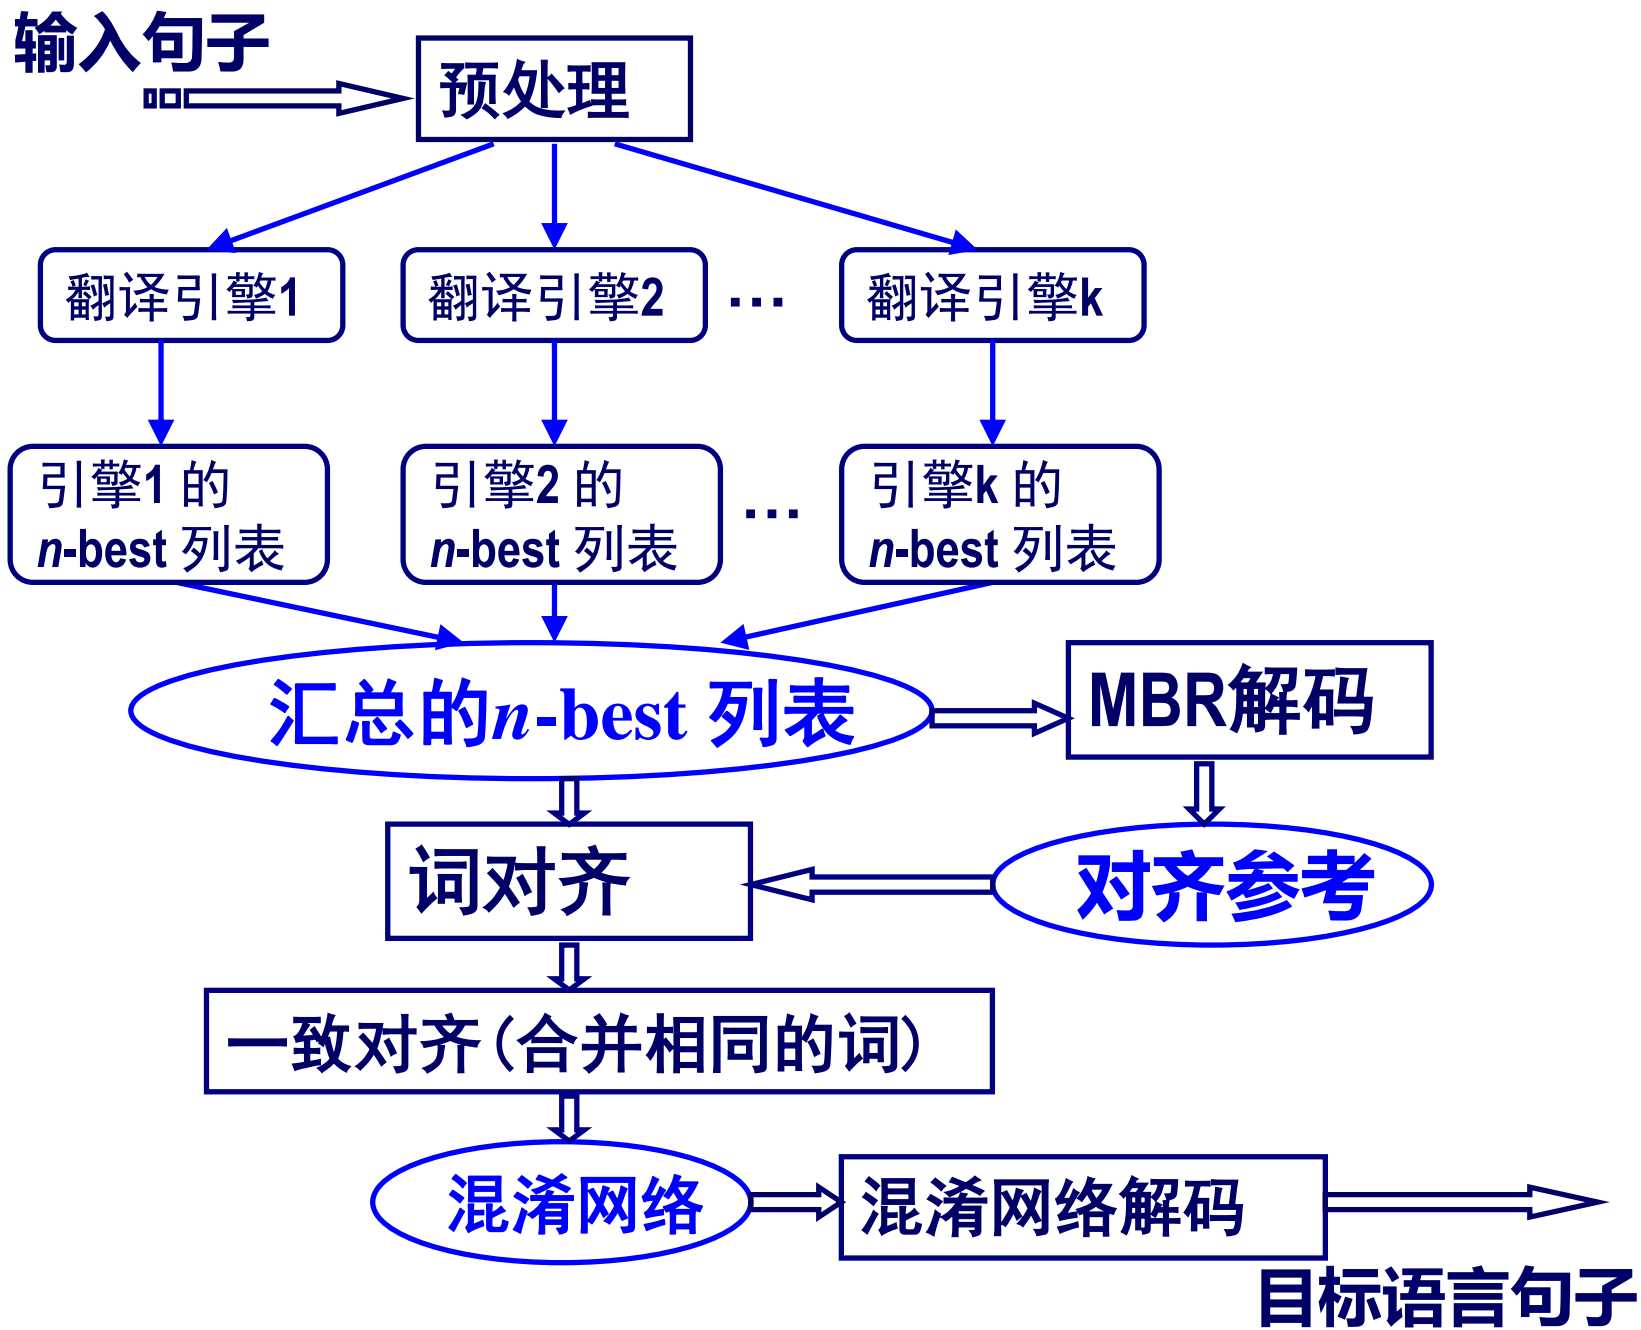 输入句子
预处理
翻译引擎1
翻译引擎2
…
翻译引擎k
引擎1 的
n-best 列表
引擎2 的
n-best 列表
…
引擎k 的
n-best 列表
汇总的n-best 列表
MBR解码
词对齐
对齐参考
一致对齐(合并相同的词)
混淆网络
混淆网络解码
目标语言句子